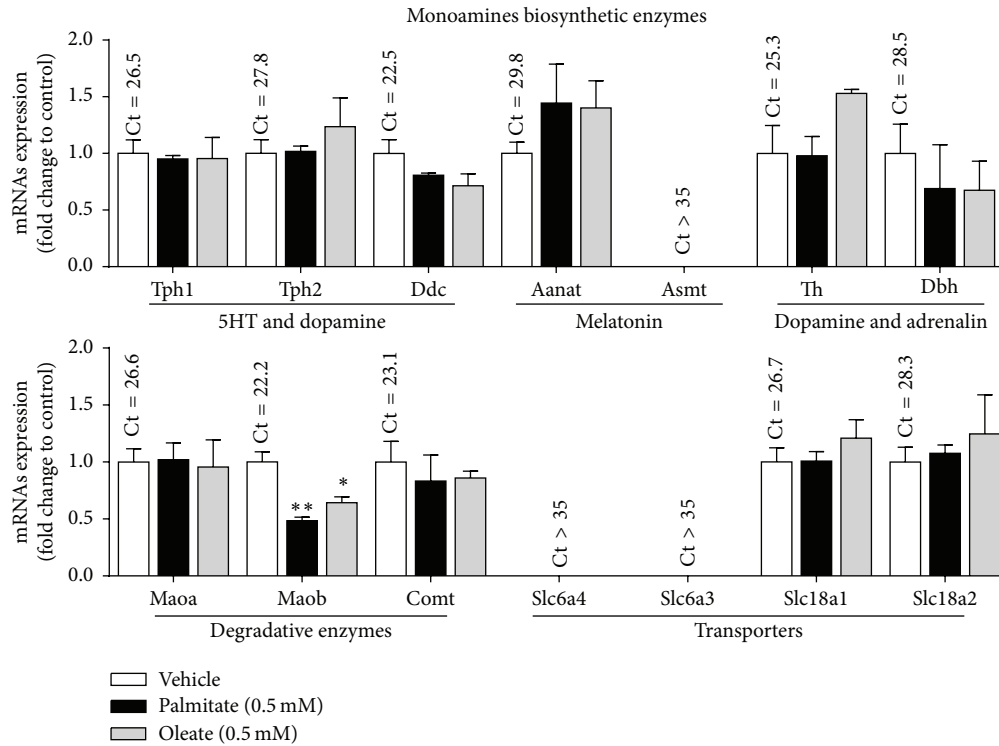 Monoamines biosynthetic enzymes
mRNAs expression
(fold change to control)
2.0
1.5
1.0
0.5
0.0
Ct = 26.5
Ct = 27.8
Ct = 22.5
Ct = 29.8
Ct > 35
Ct = 25.3
Ct = 28.5
Tph1 Tph2 Ddc Aanat Asmt Th Dbh
5HT and dopamine Melatonin Dopamine and adrenalin
mRNAs expression
(fold change to control)
2.0
1.5
1.0
0.5
0.0
Ct = 26.6
Ct = 22.2
Ct = 23.1
Ct > 35
Ct > 35
Ct = 26.7
Ct = 28.3
** *
Maoa Maob Comt Slc6a4 Slc6a3 Slc18a1 Slc18a2
Degradative enzymes Transporters
Vehicle
Palmitate (0.5 mM)
Oleate (0.5 mM)